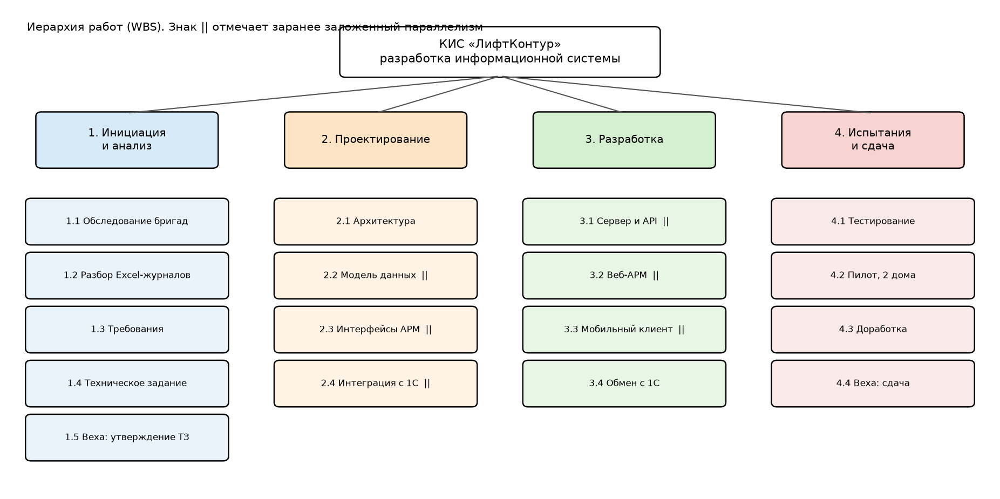 Иерархия работ (WBS). Знак || отмечает заранее заложенный параллелизм
КИС «ЛифтКонтур»
разработка информационной системы
1. Инициация
и анализ
2. Проектирование
3. Разработка
4. Испытания
и сдача
1.1 Обследование бригад
1.2 Разбор Excel-журналов
1.3 Требования
1.4 Техническое задание
1.5 Веха: утверждение ТЗ
2.1 Архитектура
2.2 Модель данных ||
2.3 Интерфейсы АРМ ||
2.4 Интеграция с 1С ||
3.1 Сервер и API ||
3.2 Веб-АРМ ||
3.3 Мобильный клиент ||
3.4 Обмен с 1С
4.1 Тестирование
4.2 Пилот, 2 дома
4.3 Доработка
4.4 Веха: сдача